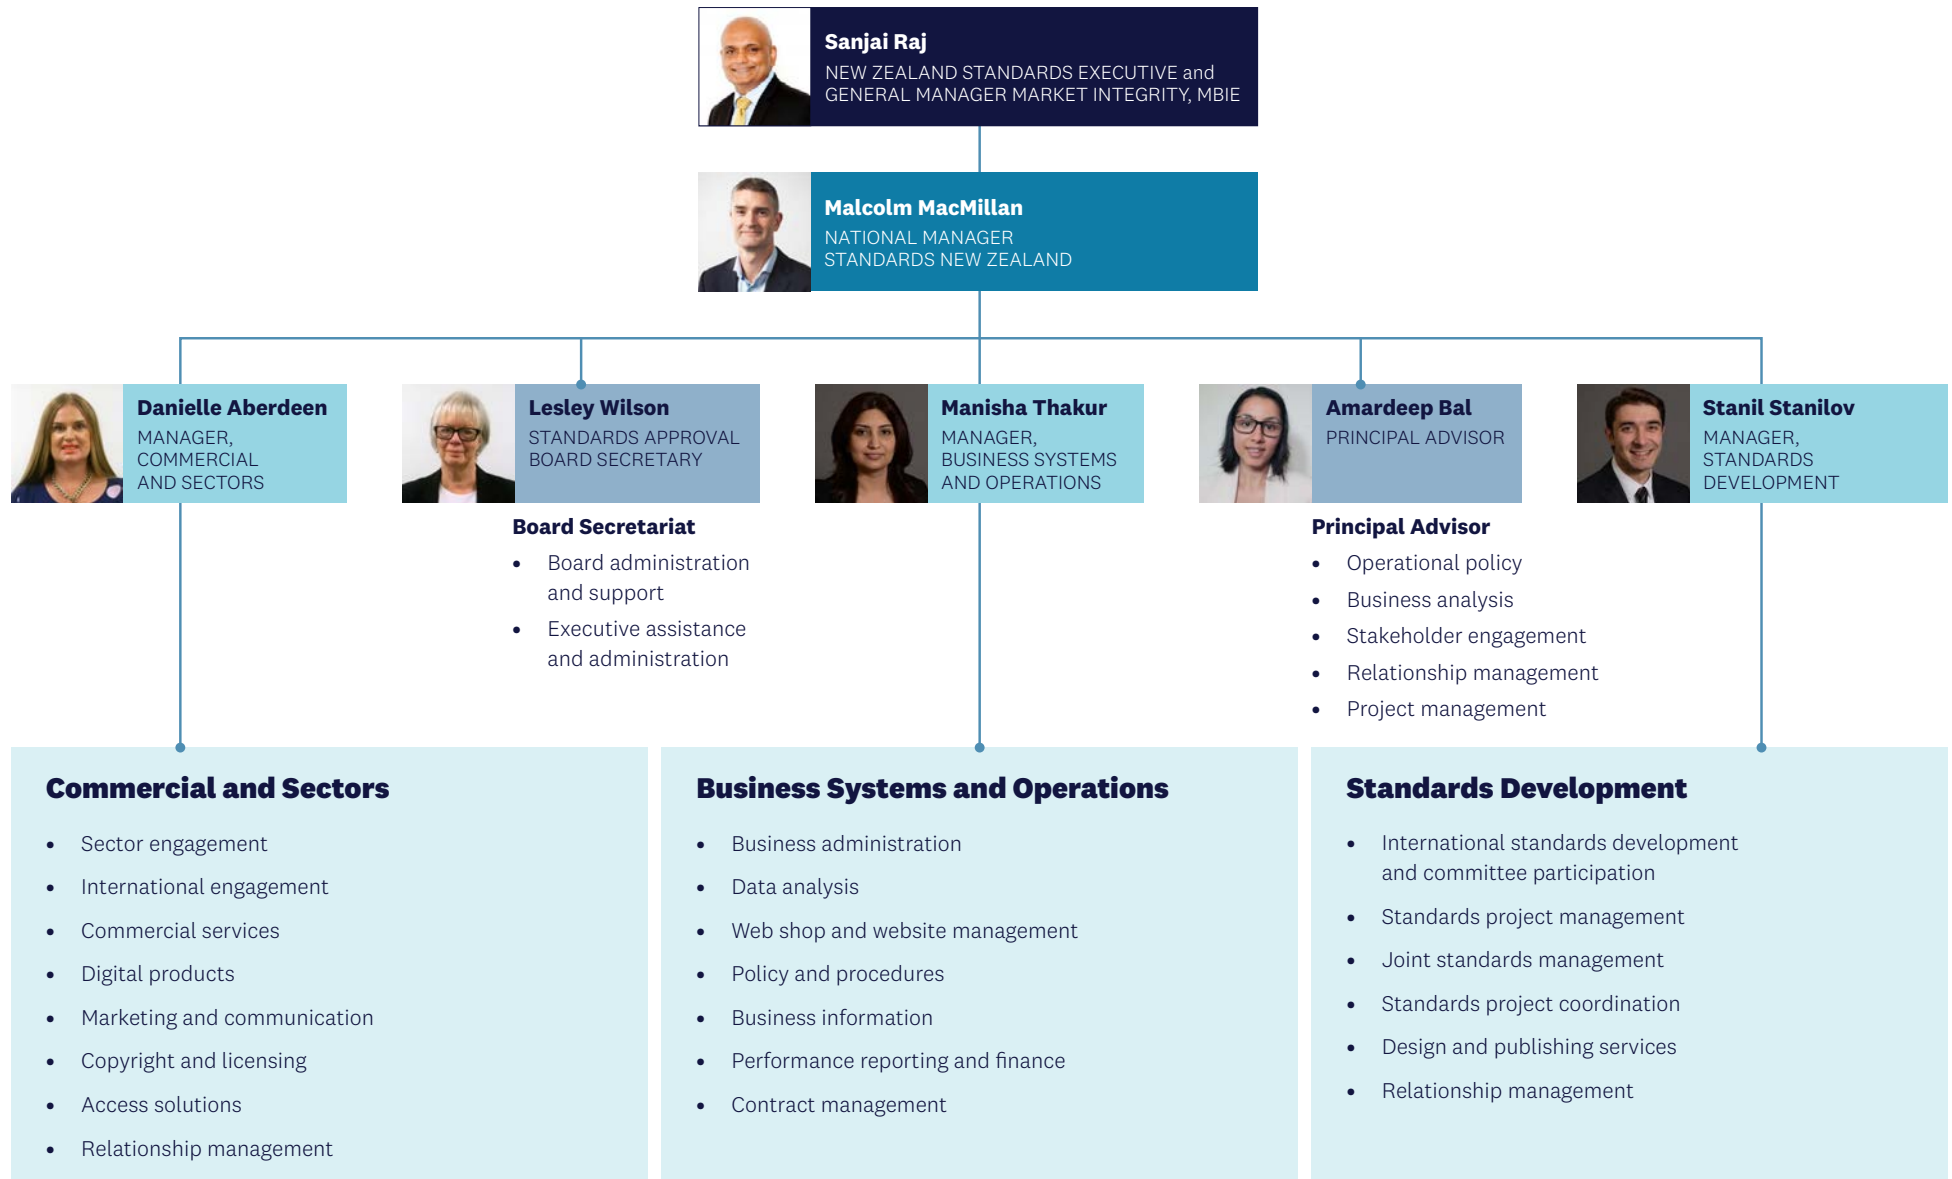 Sanjai Raj
NEW ZEALAND STANDARDS EXECUTIVE and
GENERAL MANAGER MARKET INTEGRITY, MBIE
Malcolm MacMillan
NATIONAL MANAGER
STANDARDS NEW ZEALAND
Danielle Aberdeen
MANAGER,
COMMERCIAL
AND SECTORS
Lesley Wilson
STANDARDS APPROVAL
BOARD SECRETARY
Manisha Thakur
MANAGER,
BUSINESS SYSTEMS
AND OPERATIONS
Amardeep Bal
PRINCIPAL ADVISOR
Stanil Stanilov
MANAGER,
STANDARDS
DEVELOPMENT
Board Secretariat
• Board administration
and support
• Executive assistance
and administration
Principal Advisor
• Operational policy
• Business analysis
• Stakeholder engagement
• Relationship management
• Project management
Commercial and Sectors
• Sector engagement
• International engagement
• Commercial services
• Digital products
• Marketing and communication
• Copyright and licensing
• Access solutions
• Relationship management
Business Systems and Operations
• Business administration
• Data analysis
• Web shop and website management
• Policy and procedures
• Business information
• Performance reporting and finance
• Contract management
Standards Development
• International standards development
and committee participation
• Standards project management
• Joint standards management
• Standards project coordination
• Design and publishing services
• Relationship management